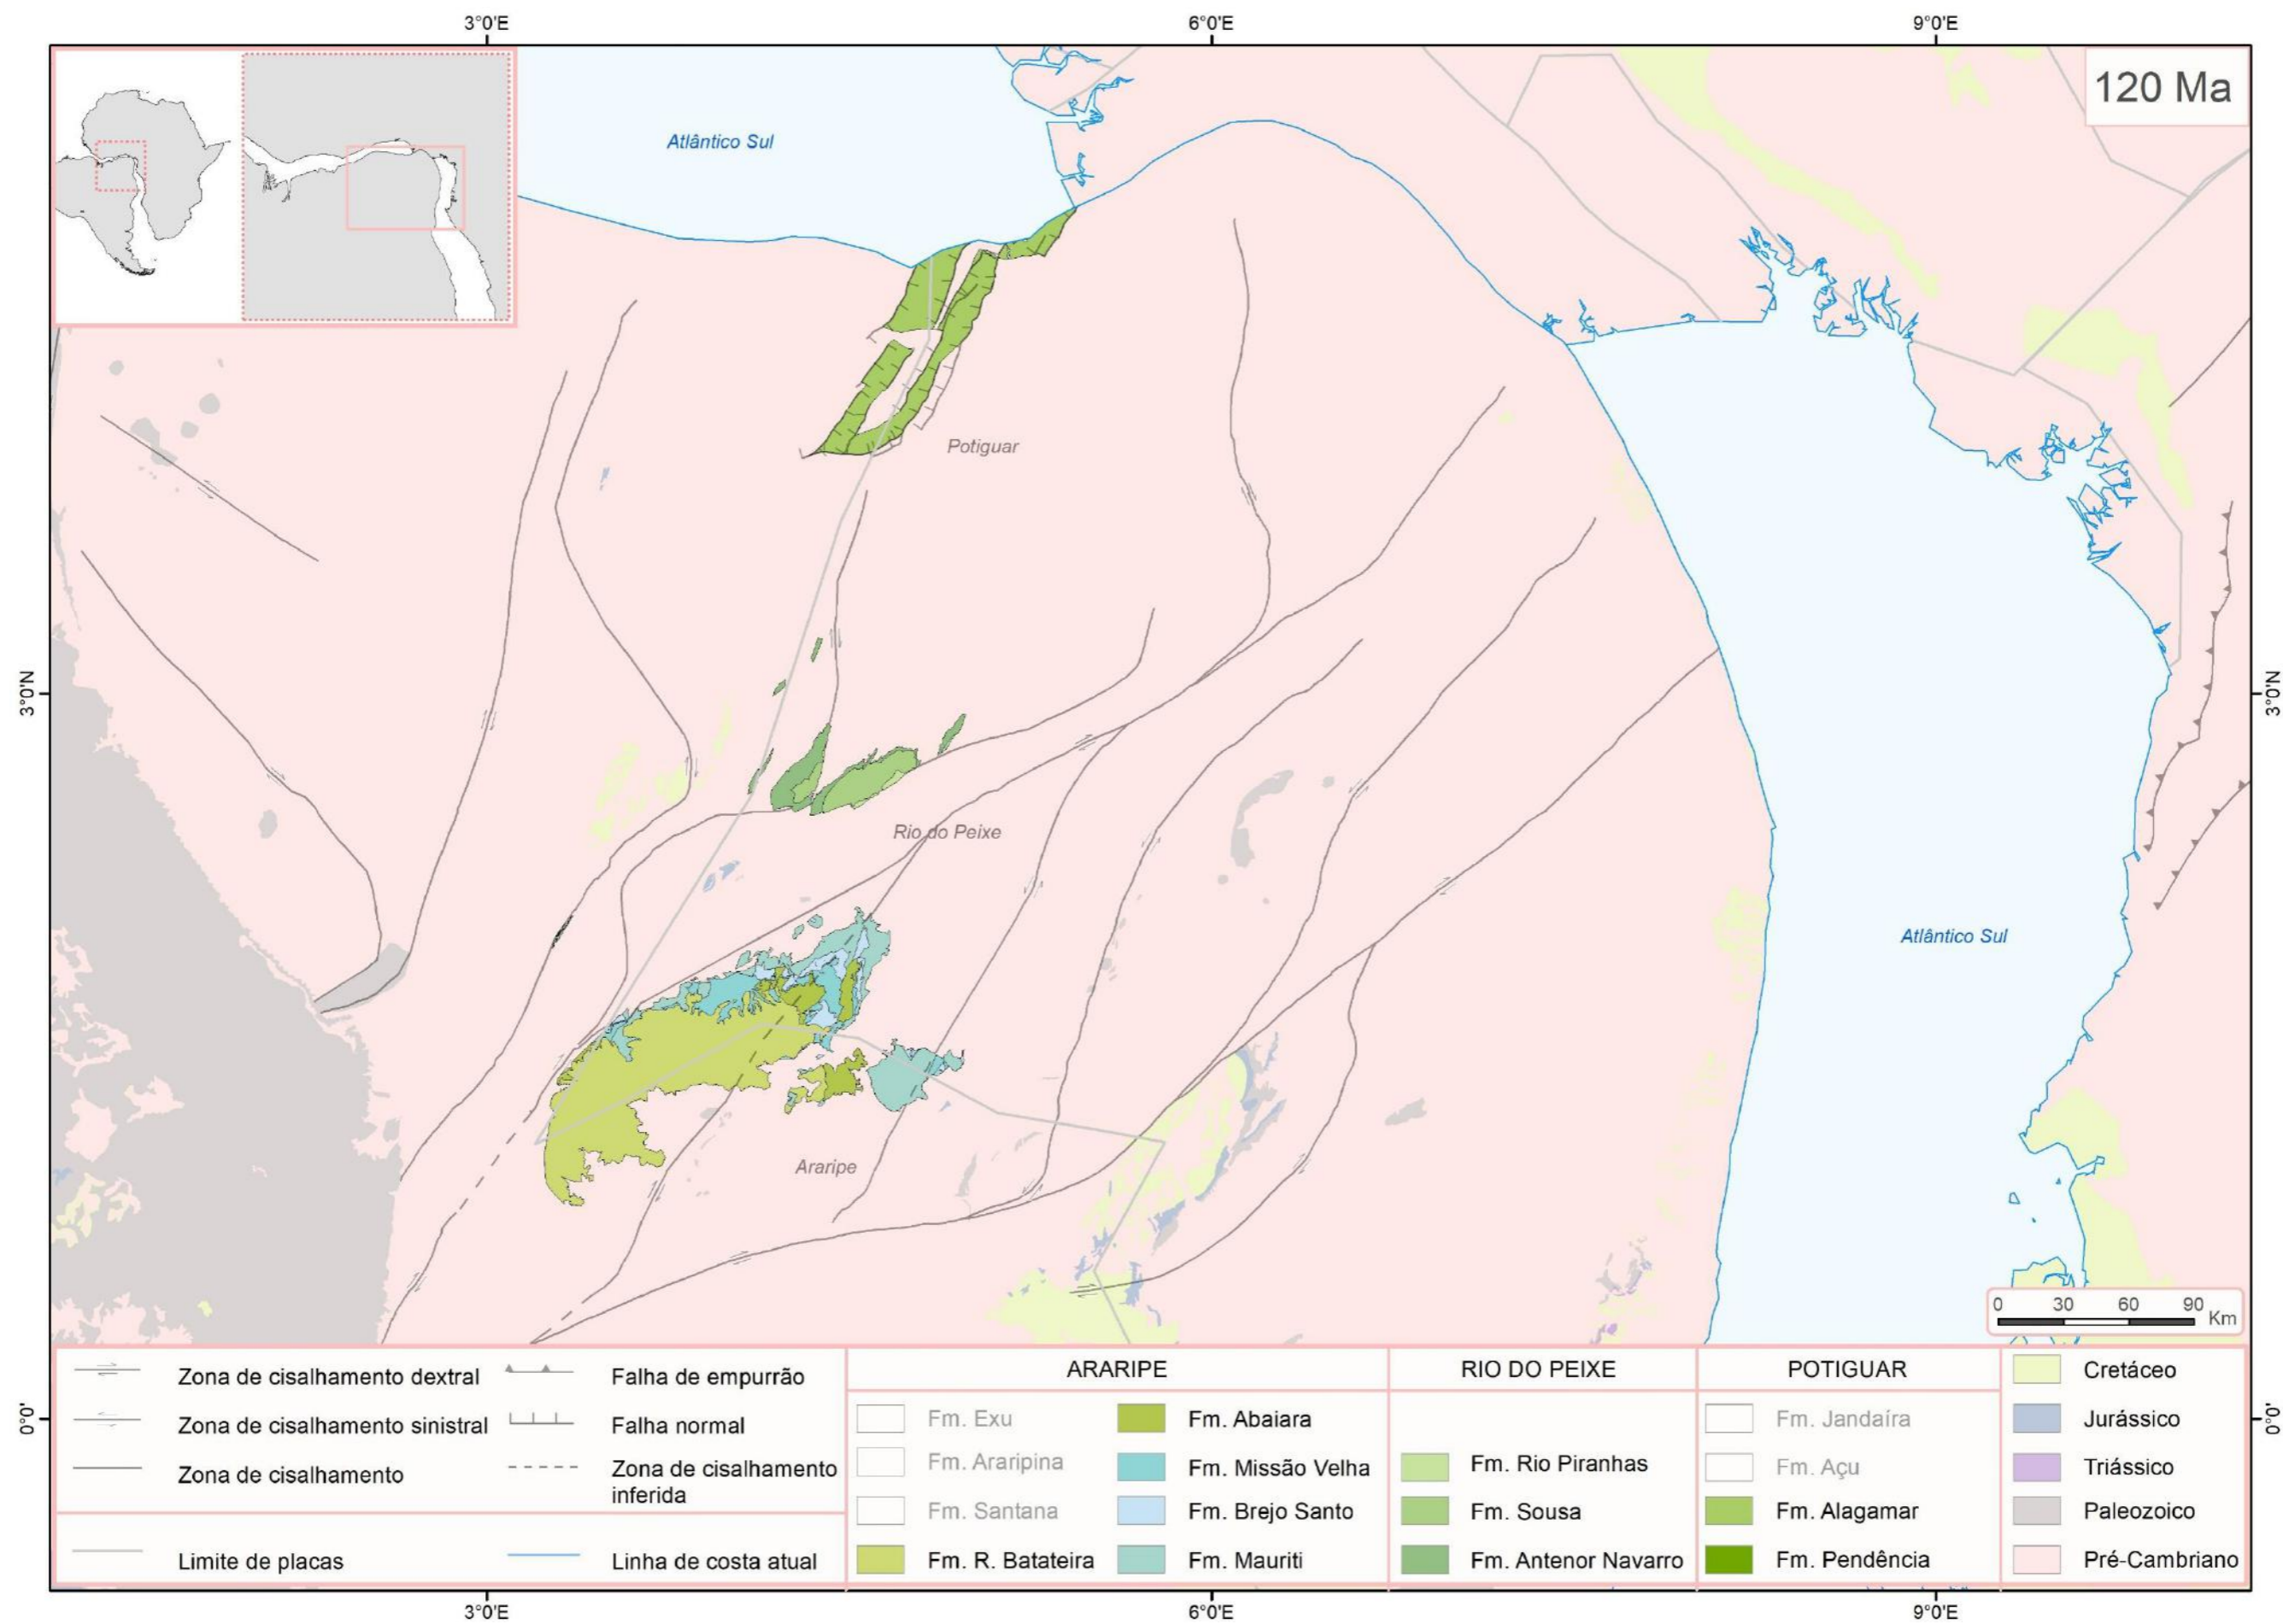 3°0'E
6°0'E
9°0'E
120 Ma
Atlântico Sul
Potiguar
3°0'N
3°0'N
Rio do Peixe
Atlântico Sul
Araripe
0
30
60
90
Km
0°0'
0°0'
Zona de cisalhamento dextral
Falha de empurrão
Zona de cisalhamento sinistral
Falha normal
Zona de cisalhamento
Zona de cisalhamento
inferida
Limite de placas
Linha de costa atual
ARARIPE
Fm. Exu
Fm. Abaiara
Fm. Araripina
Fm. Missão Velha
Fm. Santana
Fm. Brejo Santo
Fm. R. Batateira
Fm. Mauriti
RIO DO PEIXE
Fm. Rio Piranhas
Fm. Sousa
Fm. Antenor Navarro
POTIGUAR
Fm. Jandaíra
Fm. Açu
Fm. Alagamar
Fm. Pendência
Cretáceo
Jurássico
Triássico
Paleozoico
Pré-Cambriano
3°0'E
6°0'E
9°0'E